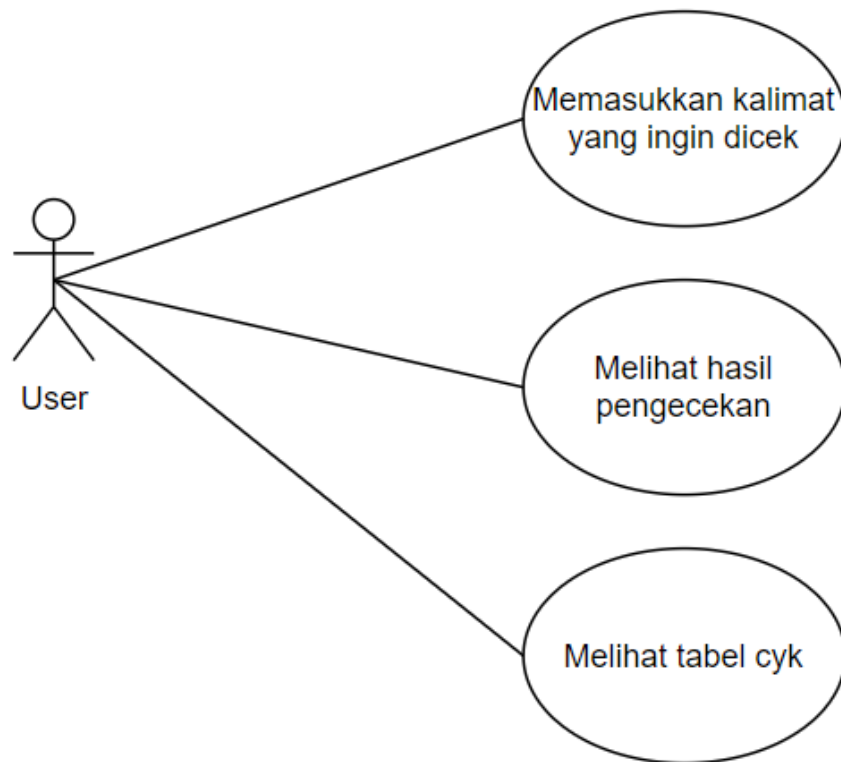 Memasukkan kalimat
yang ingin dicek
User
Melihat hasil
pengecekan
Melihat tabel cyk